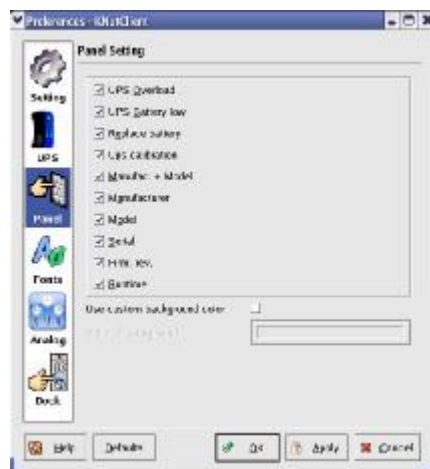 Preferences - KNutClient
Panel Setting
Setting
UPS
Panel
Fonts
Analog
Dock
UPS Overload
UPS Battery low
Replace battery
Ups calibration
Manufac. + Model
Manufacturer
Model
Serial
Firm. rev.
Runtime
Use custom background color
Help
Defaults
OK
Apply
Cancel